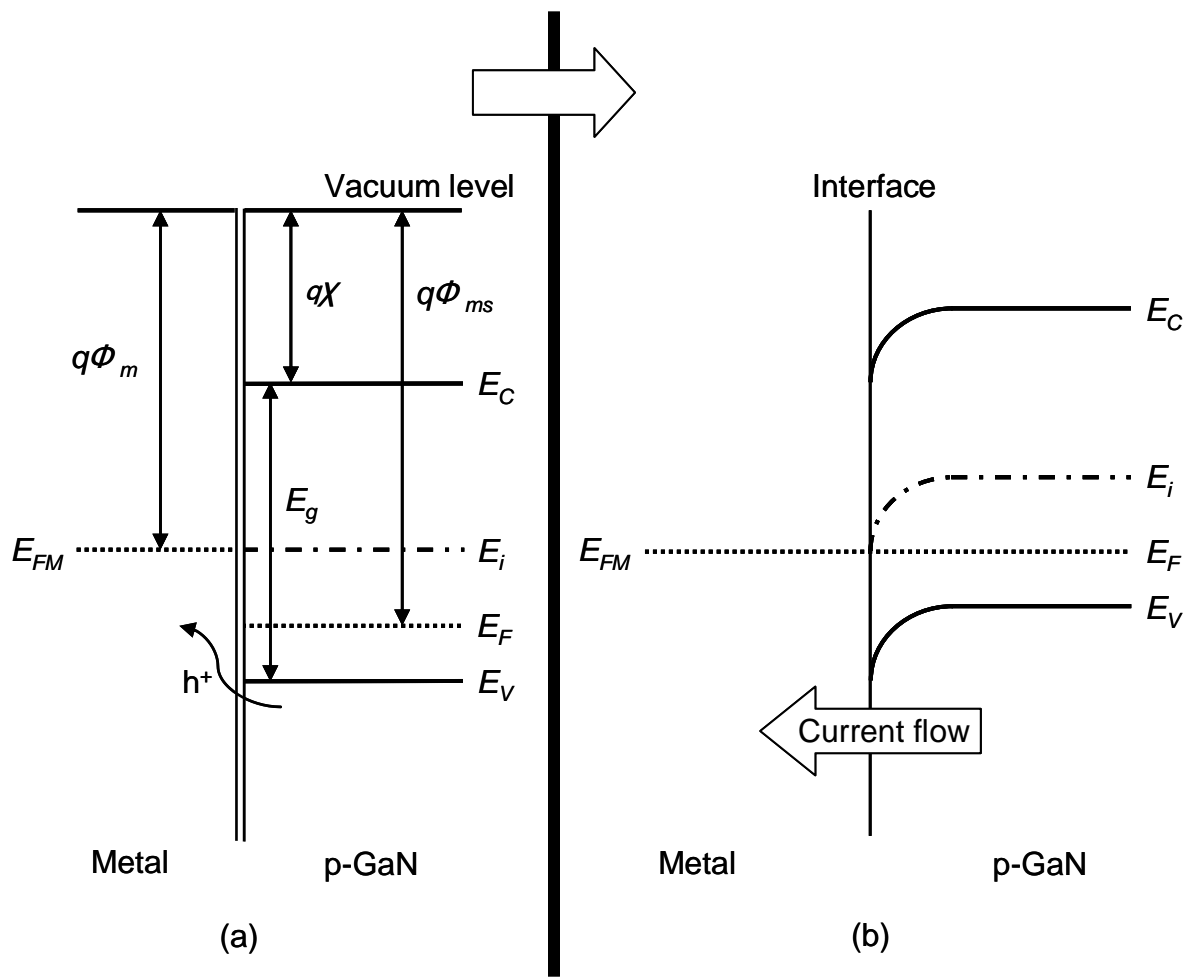 Vacuum level
qχ
qΦms
qΦm
EC
Eg
EFM
Ei
EF
h+
EV
Metal
p-GaN
(a)
Interface
EC
Ei
EFM
EF
EV
Current flow
Metal
p-GaN
(b)